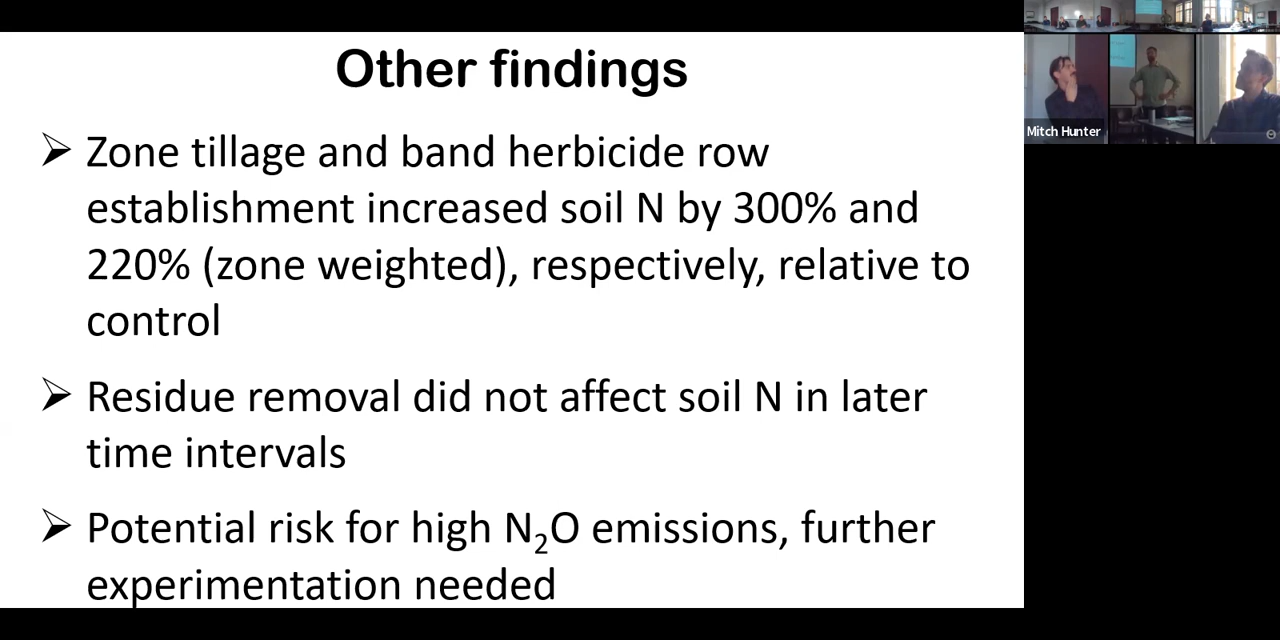 Other findings
Zone tillage and band herbicide row
establishment increased soil N by 300% and
220% (zone weighted), respectively, relative to
control
Residue removal did not affect soil N in later
time intervals
Potential risk for high N₂O emissions, further
experimentation needed
Mitch Hunter